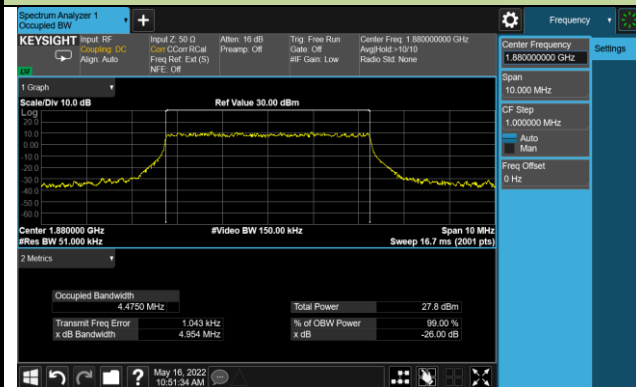 Spectrum Analyzer 1
Occupied BW
Frequency
KEYSIGHT
Input: RF
Coupling: DC
Align: Auto
Input Z: 50 Ω
Corr CCorr RCal
Freq Ref: Ext (S)
NFE: Off
Atten: 16 dB
Preamp: Off
Trig: Free Run
Gate: Off
#IF Gain: Low
Center Freq: 1.880000000 GHz
Avg|Hold:>10/10
Radio Std: None
Center Frequency
1.880000000 GHz
Settings
Span
10.000 MHz
CF Step
1.000000 MHz
Auto
Man
Freq Offset
0 Hz
1 Graph
Scale/Div 10.0 dB
Ref Value 30.00 dBm
Log
20.0
10.0
0.00
-10.0
-20.0
-30.0
-40.0
-50.0
-60.0
Center 1.880000 GHz
#Video BW 150.00 kHz
Span 10 MHz
#Res BW 51.000 kHz
Sweep 16.7 ms (2001 pts)
2 Metrics
Occupied Bandwidth
4.4750 MHz
Total Power 27.8 dBm
Transmit Freq Error 1.043 kHz
% of OBW Power 99.00 %
x dB Bandwidth 4.954 MHz
x dB -26.00 dB
May 16, 2022
10:51:34 AM